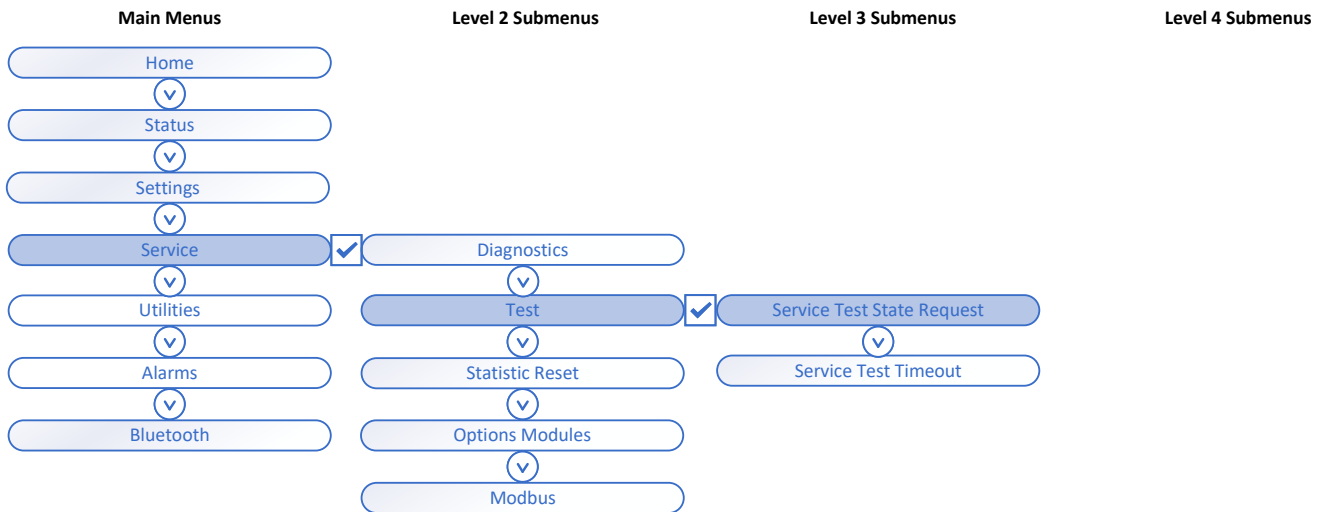 Main Menus
Level 2 Submenus
Level 3 Submenus
Level 4 Submenus
Home
Status
Settings
Service
Diagnostics
Utilities
Test
Service Test State Request
Alarms
Statistic Reset
Service Test Timeout
Bluetooth
Options Modules
Modbus